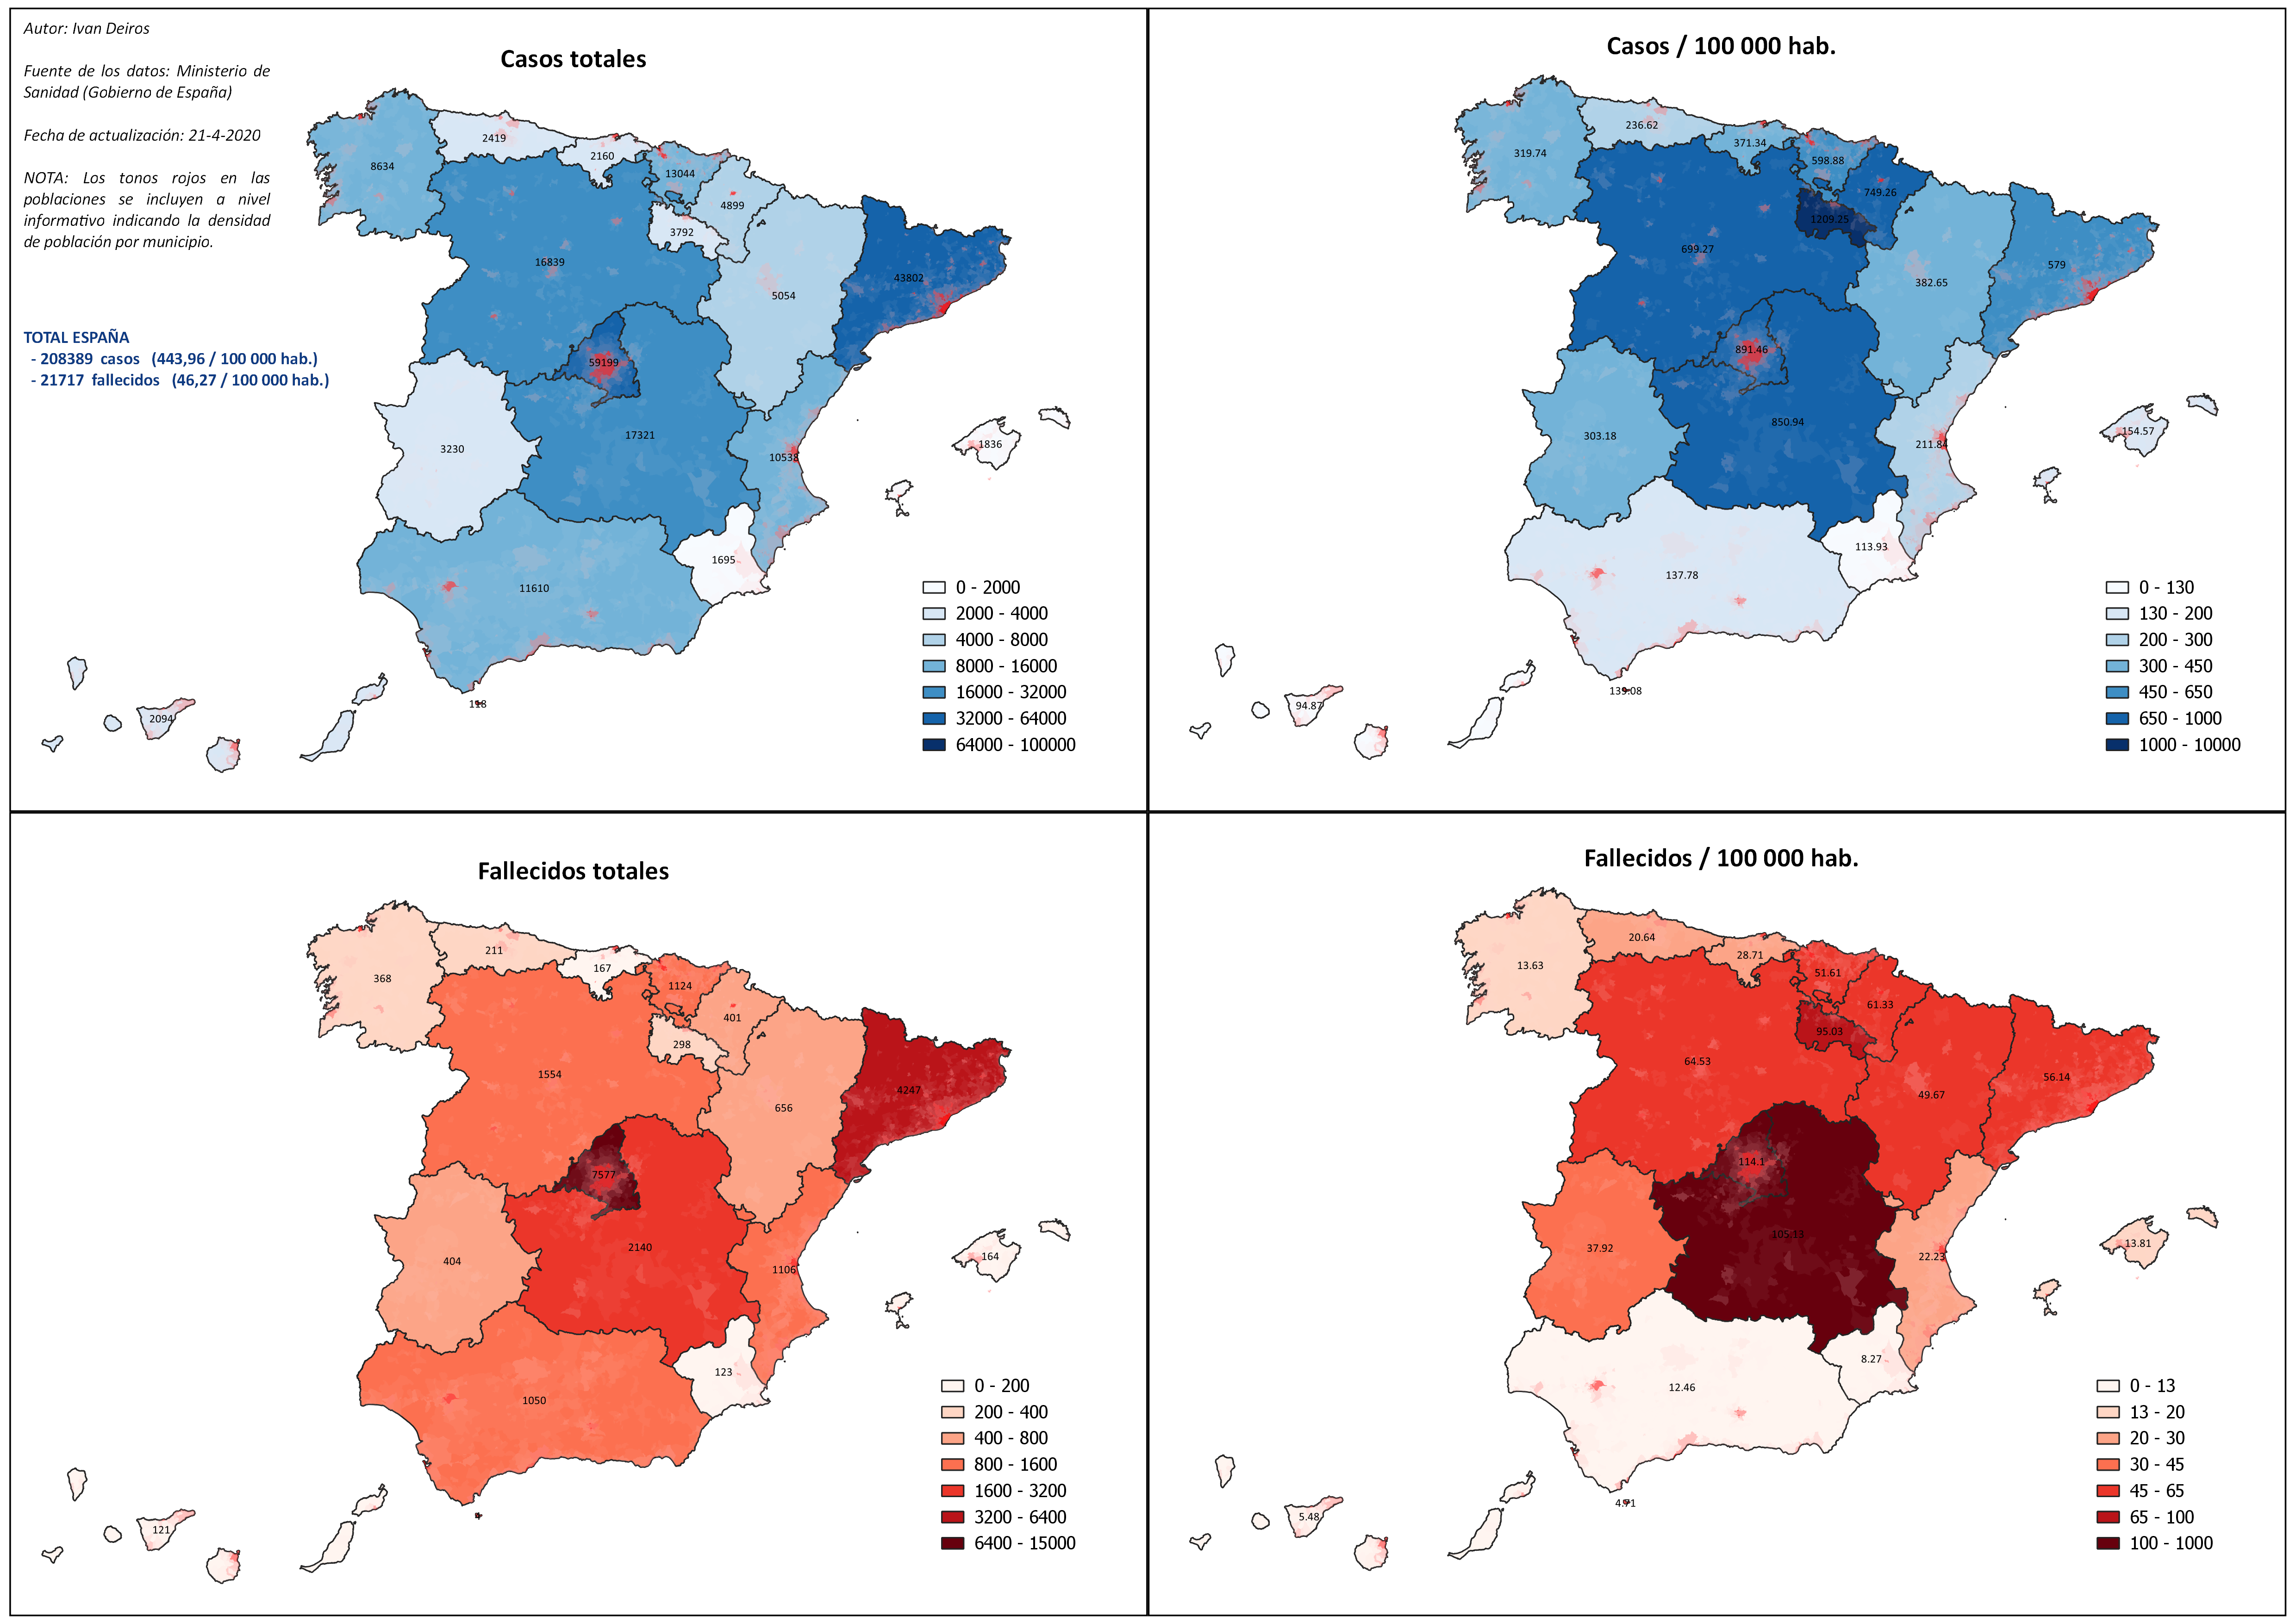 Autor: Ivan Deiros
Fuente de los datos: Ministerio de
Sanidad (Gobierno de España)
Fecha de actualización: 21-4-2020
NOTA: Los tonos rojos en las
poblaciones se incluyen a nivel
informativo indicando la densidad
de población por municipio.
TOTAL ESPAÑA
- 208389 casos (443,96 / 100 000 hab.)
- 21717 fallecidos (46,27 / 100 000 hab.)
Casos totales
8634
2419
2160
13044
4899
3792
16839
5054
43802
59199
17321
3230
10538
1836
1695
11610
118
2094
0 - 2000
2000 - 4000
4000 - 8000
8000 - 16000
16000 - 32000
32000 - 64000
64000 - 100000
Casos / 100 000 hab.
319.74
236.62
371.34
598.88
749.26
1209.25
699.27
382.65
579
891.46
850.94
303.18
211.84
154.57
113.93
137.78
139.08
94.87
0 - 130
130 - 200
200 - 300
300 - 450
450 - 650
650 - 1000
1000 - 10000
Fallecidos totales
368
211
167
1124
401
298
1554
656
4247
7577
2140
404
1106
164
123
1050
121
0 - 200
200 - 400
400 - 800
800 - 1600
1600 - 3200
3200 - 6400
6400 - 15000
Fallecidos / 100 000 hab.
13.63
20.64
28.71
51.61
61.33
95.03
64.53
49.67
56.14
114.1
105.13
37.92
22.23
13.81
8.27
12.46
4.71
5.48
0 - 13
13 - 20
20 - 30
30 - 45
45 - 65
65 - 100
100 - 1000